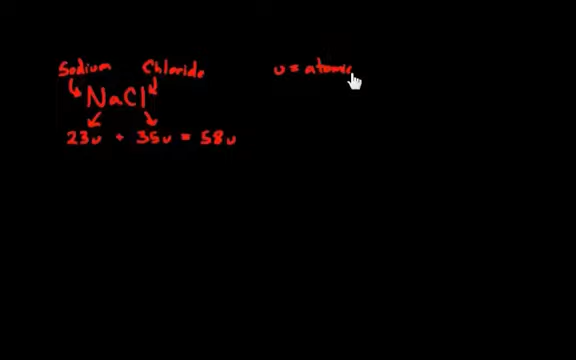 Sodium Chloride u = atomic
NaCl
23u + 35u = 58u